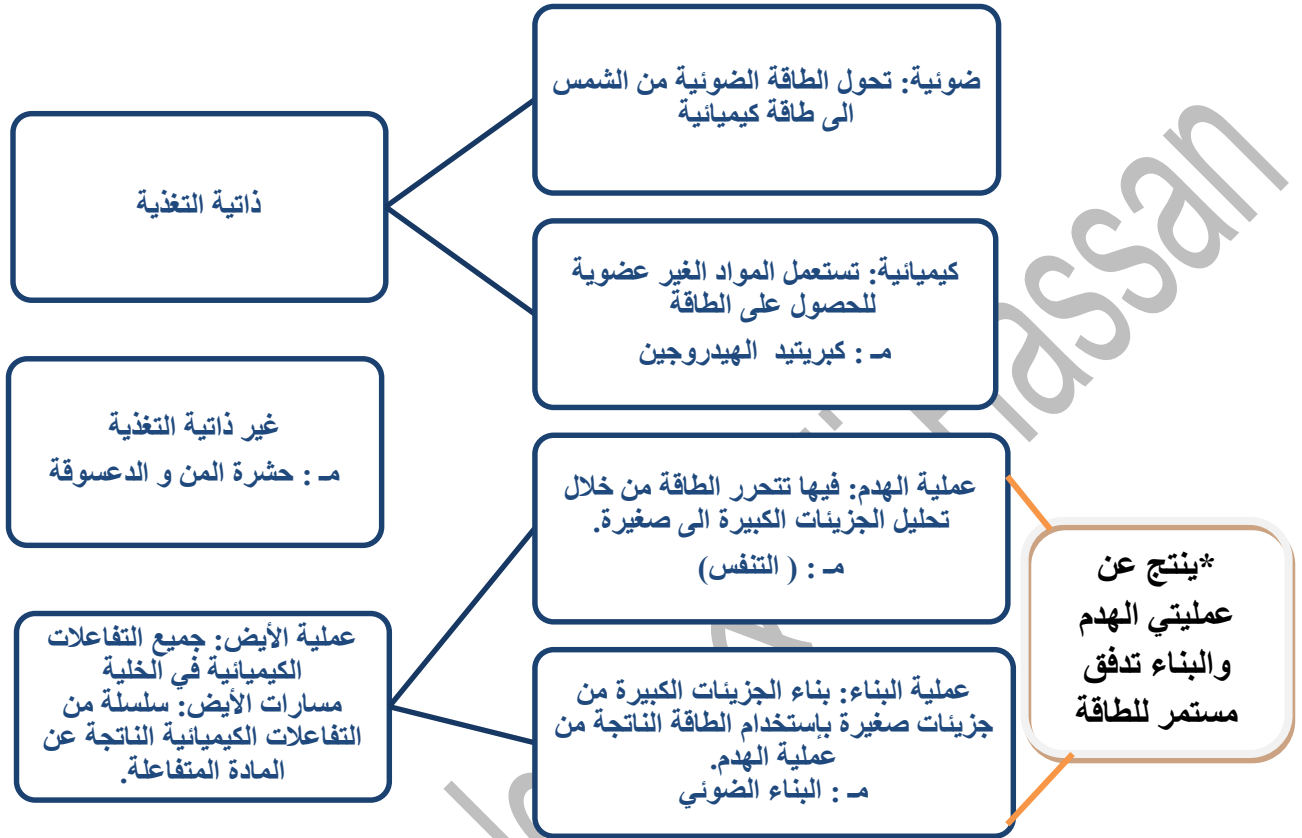 ذاتية التغذية
ضوئية: تحول الطاقة الضوئية من الشمس
الى طاقة كيميائية
كيميائية: تستعمل المواد الغير عضوية
للحصول على الطاقة
مـ : كبريتيد الهيدروجين
غير ذاتية التغذية
مـ : حشرة المن و الدعسوقة
عملية الأيض: جميع التفاعلات
الكيميائية في الخلية
مسارات الأيض: سلسلة من
التفاعلات الكيميائية الناتجة عن
المادة المتفاعلة.
عملية الهدم: فيها تتحرر الطاقة من خلال
تحليل الجزيئات الكبيرة الى صغيرة.
مـ : ( التنفس)
عملية البناء: بناء الجزيئات الكبيرة من
جزيئات صغيرة بإستخدام الطاقة الناتجة من
عملية الهدم.
مـ : البناء الضوئي
*ينتج عن
عمليتي الهدم
والبناء تدفق
مستمر للطاقة
Hassan